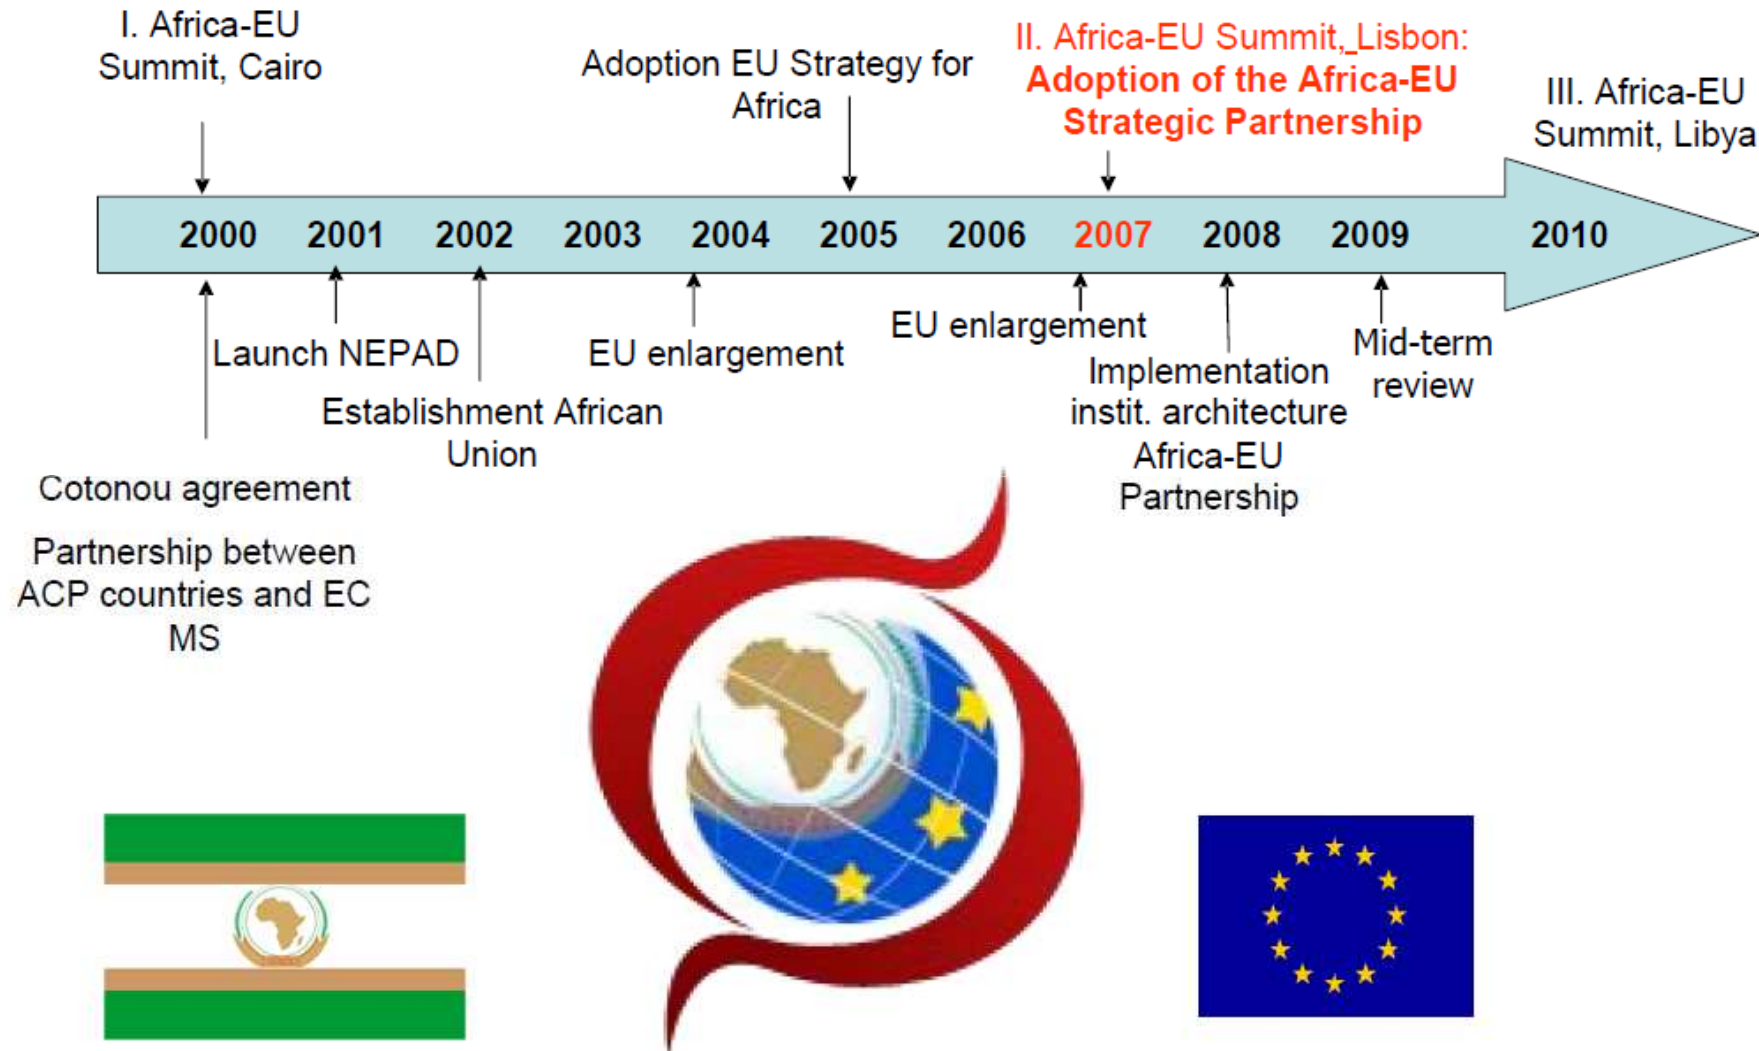 I. Africa-EU
Summit, Cairo
Adoption EU Strategy for
Africa
II. Africa-EU Summit, Lisbon:
Adoption of the Africa-EU
Strategic Partnership
III. Africa-EU
Summit, Libya
2000 2001 2002 2003 2004 2005 2006 2007 2008 2009 2010
Launch NEPAD
Establishment African
Union
EU enlargement
EU enlargement
Implementation
instit. architecture
Africa-EU
Partnership
Mid-term
review
Cotonou agreement
Partnership between
ACP countries and EC
MS